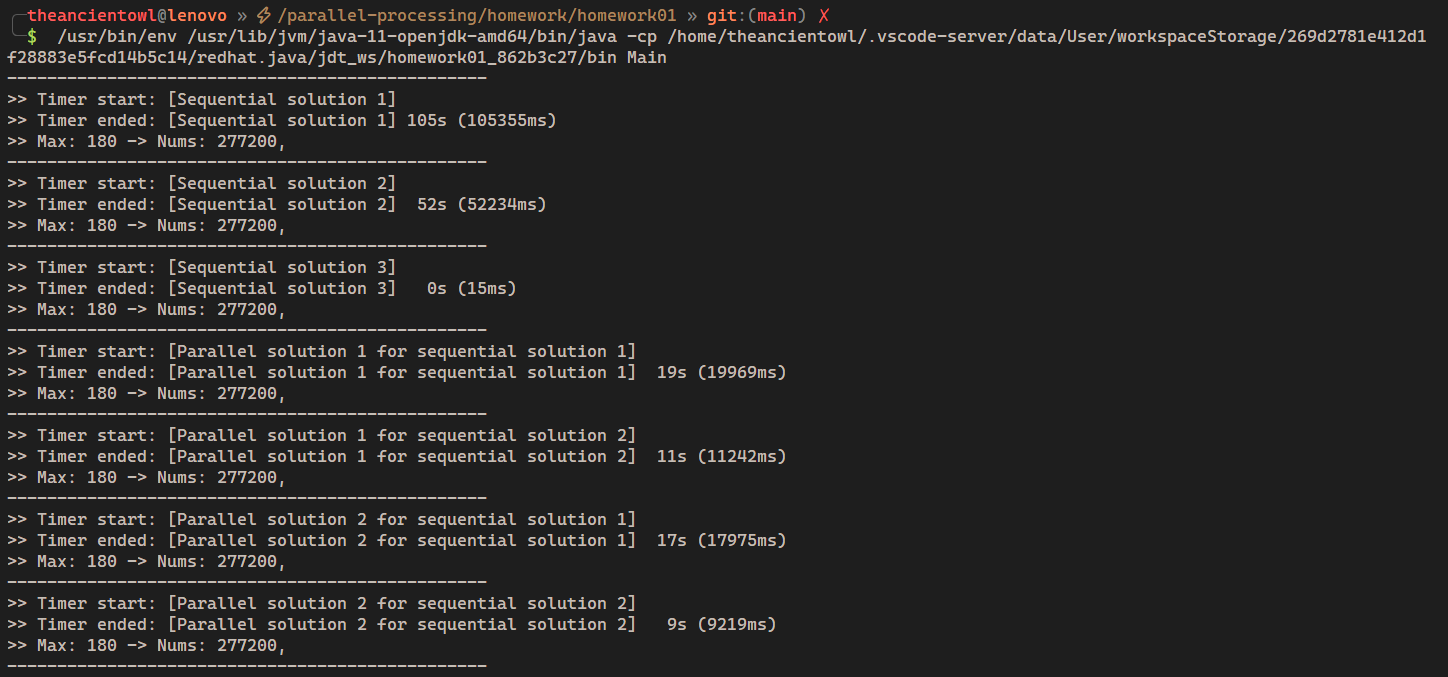 theancientowl@lenovo » ⚡ /parallel-processing/homework/homework01 » git:(main) ✗
$ /usr/bin/env /usr/lib/jvm/java-11-openjdk-amd64/bin/java -cp /home/theancientowl/.vscode-server/data/User/workspaceStorage/269d2781e412d1
f28883e5fcd14b5c14/redhat.java/jdt_ws/homework01_862b3c27/bin Main
------------------------------------------------
>> Timer start: [Sequential solution 1]
>> Timer ended: [Sequential solution 1] 105s (105355ms)
>> Max: 180 -> Nums: 277200,
------------------------------------------------
>> Timer start: [Sequential solution 2]
>> Timer ended: [Sequential solution 2]  52s (52234ms)
>> Max: 180 -> Nums: 277200,
------------------------------------------------
>> Timer start: [Sequential solution 3]
>> Timer ended: [Sequential solution 3]   0s (15ms)
>> Max: 180 -> Nums: 277200,
------------------------------------------------
>> Timer start: [Parallel solution 1 for sequential solution 1]
>> Timer ended: [Parallel solution 1 for sequential solution 1]  19s (19969ms)
>> Max: 180 -> Nums: 277200,
------------------------------------------------
>> Timer start: [Parallel solution 1 for sequential solution 2]
>> Timer ended: [Parallel solution 1 for sequential solution 2]  11s (11242ms)
>> Max: 180 -> Nums: 277200,
------------------------------------------------
>> Timer start: [Parallel solution 2 for sequential solution 1]
>> Timer ended: [Parallel solution 2 for sequential solution 1]  17s (17975ms)
>> Max: 180 -> Nums: 277200,
------------------------------------------------
>> Timer start: [Parallel solution 2 for sequential solution 2]
>> Timer ended: [Parallel solution 2 for sequential solution 2]   9s (9219ms)
>> Max: 180 -> Nums: 277200,
------------------------------------------------